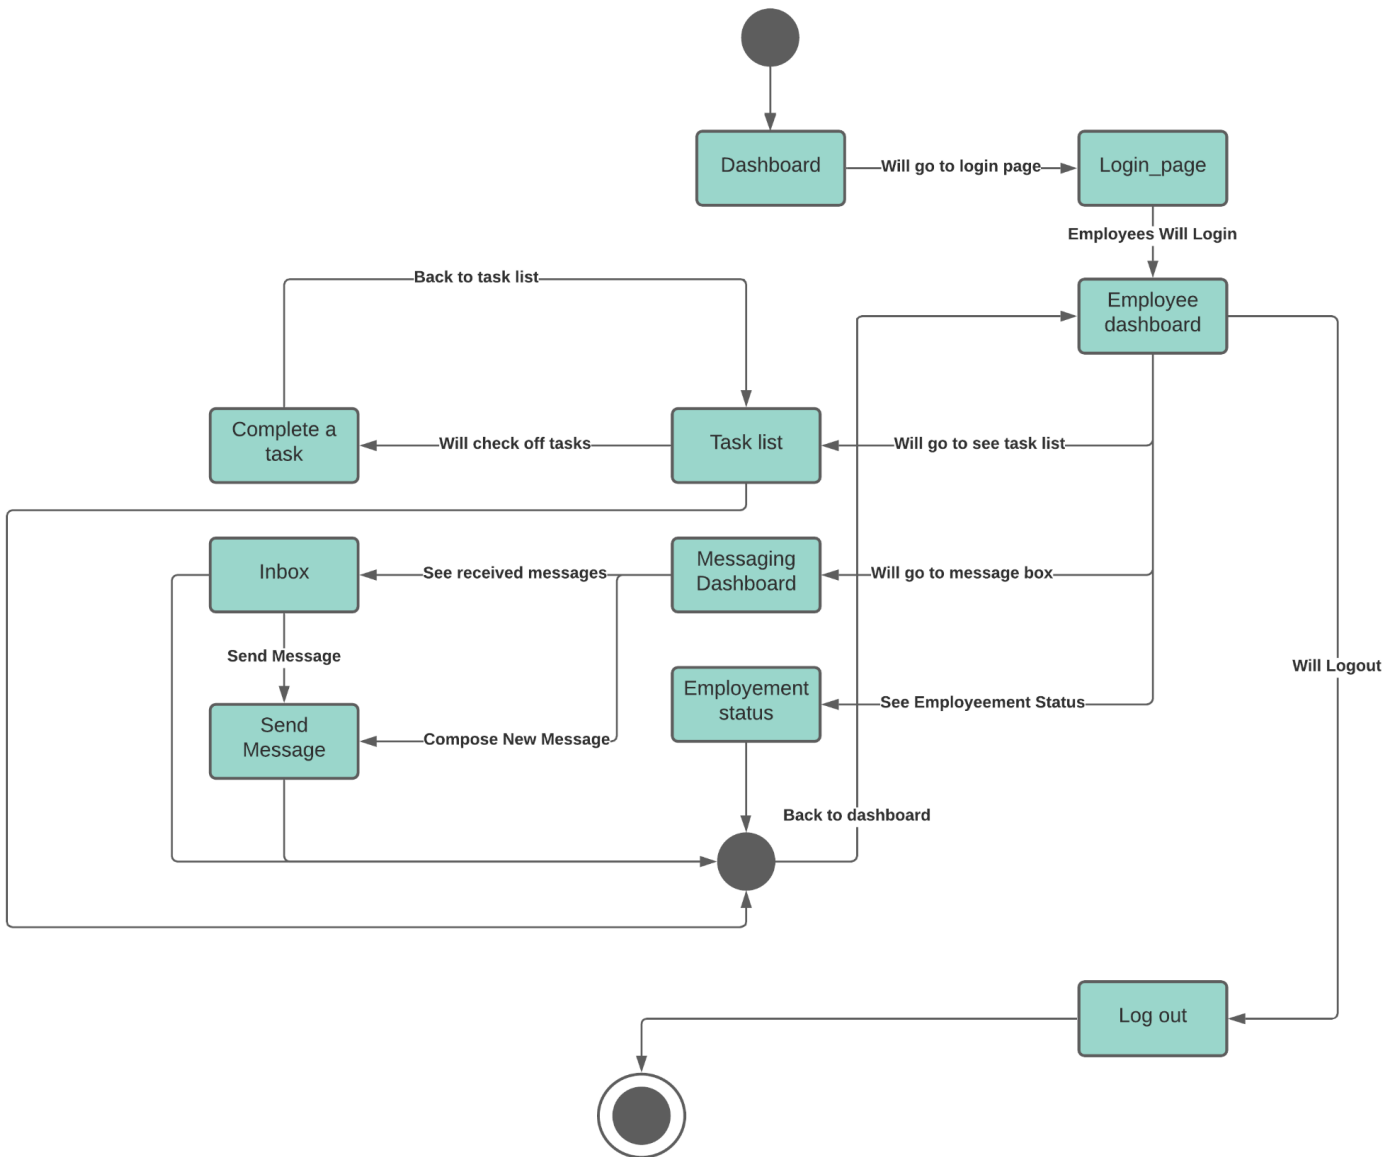 Dashboard
Will go to login page
Login_page
Employees Will Login
Back to task list
Employee
dashboard
Complete a
task
Will check off tasks
Task list
Will go to see task list
Inbox
See received messages
Messaging
Dashboard
Will go to message box
Send Message
Employement
status
See Employeement Status
Will Logout
Send
Message
Compose New Message
Back to dashboard
Log out